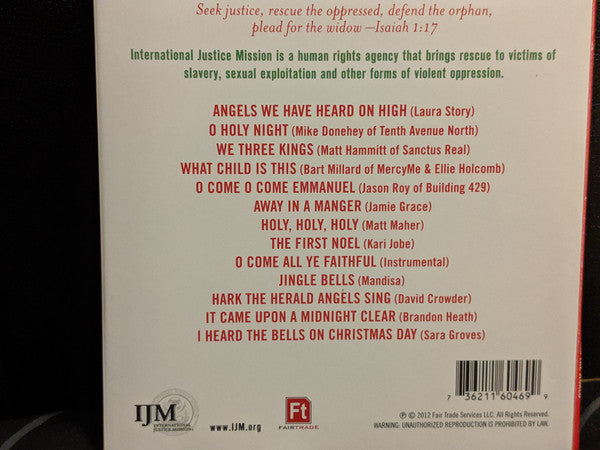 Seek justice, rescue the oppressed, defend the orphan,
plead for the widow —Isaiah 1:17
International Justice Mission is a human rights agency that brings rescue to victims of
slavery, sexual exploitation and other forms of violent oppression.
ANGELS WE HAVE HEARD ON HIGH (Laura Story)
O HOLY NIGHT (Mike Donehey of Tenth Avenue North)
WE THREE KINGS (Matt Hammitt of Sanctus Real)
WHAT CHILD IS THIS (Bart Millard of MercyMe & Ellie Holcomb)
O COME O COME EMMANUEL (Jason Roy of Building 429)
AWAY IN A MANGER (Jamie Grace)
HOLY, HOLY, HOLY (Matt Maher)
THE FIRST NOEL (Kari Jobe)
O COME ALL YE FAITHFUL (Instrumental)
JINGLE BELLS (Mandisa)
HARK THE HERALD ANGELS SING (David Crowder)
IT CAME UPON A MIDNIGHT CLEAR (Brandon Heath)
I HEARD THE BELLS ON CHRISTMAS DAY (Sara Groves)
7 36211 60469 9
IJM
INTERNATIONAL
JUSTICE MISSION
www.IJM.org
Ft
FAIRTRADE
℗ © 2012 Fair Trade Services LLC. All Rights Reserved.
WARNING: UNAUTHORIZED REPRODUCTION IS PROHIBITED BY LAW.